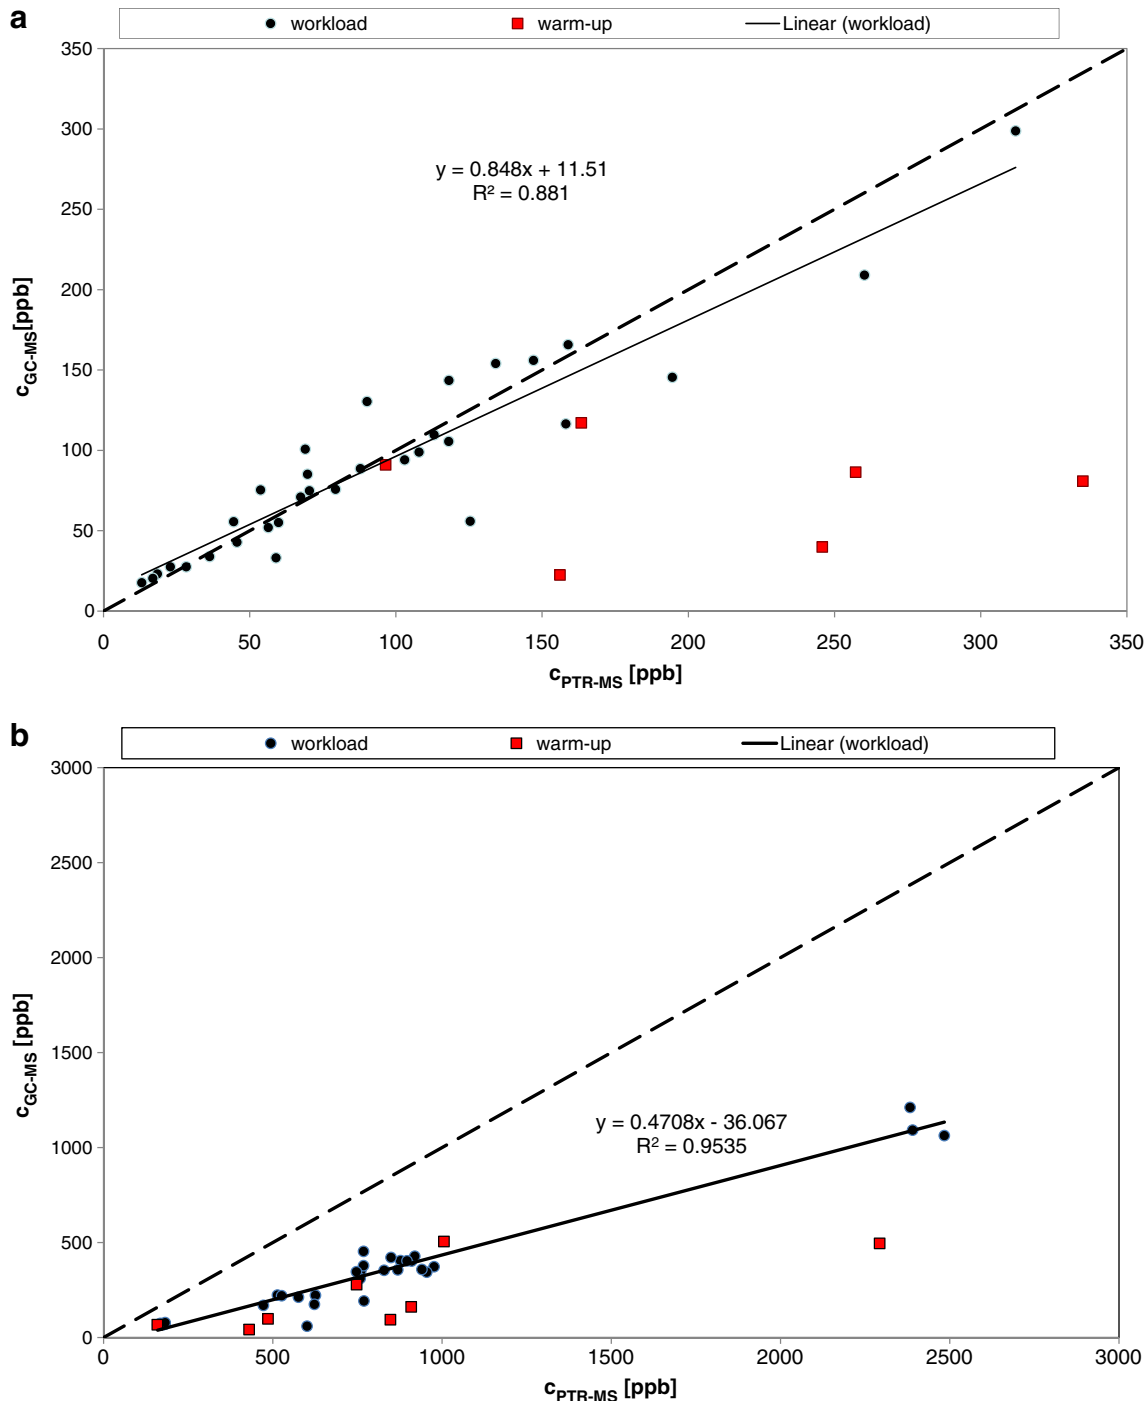 a
workload warm-up Linear (workload)
350
300
250
200
150
100
50
0
y = 0.848x + 11.51
R² = 0.881
cGC-MS[ppb]
0 50 100 150 200 250 300 350
cPTR-MS [ppb]
b
workload warm-up Linear (workload)
3000
2500
2000
1500
1000
500
0
y = 0.4708x - 36.067
R² = 0.9535
cGC-MS [ppb]
0 500 1000 1500 2000 2500 3000
cPTR-MS [ppb]